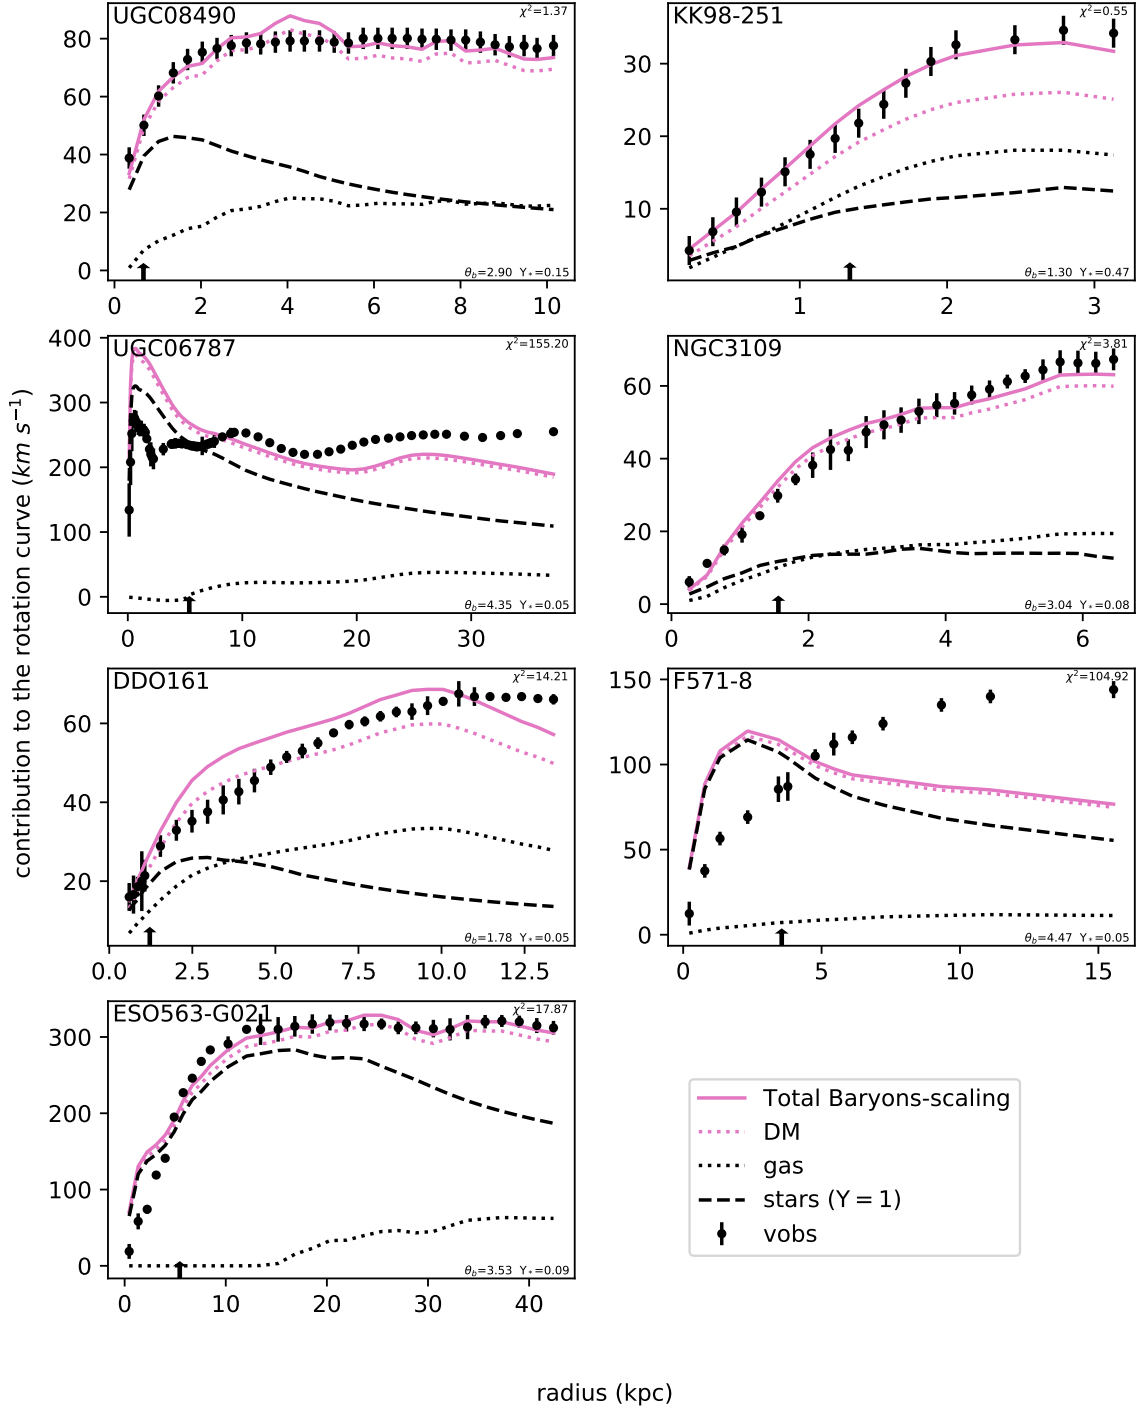 UGC08490
χ²=1.37
80
60
40
20
0
θb=2.90 Υ*=0.15
0 2 4 6 8 10
KK98-251
χ²=0.55
30
20
10
θb=1.30 Υ*=0.47
1 2 3
UGC06787
χ²=155.20
400
300
200
100
0
θb=4.35 Υ*=0.05
0 10 20 30
NGC3109
χ²=3.81
60
40
20
0
θb=3.04 Υ*=0.08
0 2 4 6
contribution to the rotation curve (km s⁻¹)
DDO161
χ²=14.21
60
40
20
θb=1.78 Υ*=0.05
0.0 2.5 5.0 7.5 10.0 12.5
F571-8
χ²=104.92
150
100
50
0
θb=4.47 Υ*=0.05
0 5 10 15
ESO563-G021
χ²=17.87
300
200
100
0
θb=3.53 Υ*=0.09
0 10 20 30 40
Total Baryons-scaling
DM
gas
stars (Υ = 1)
vobs
radius (kpc)